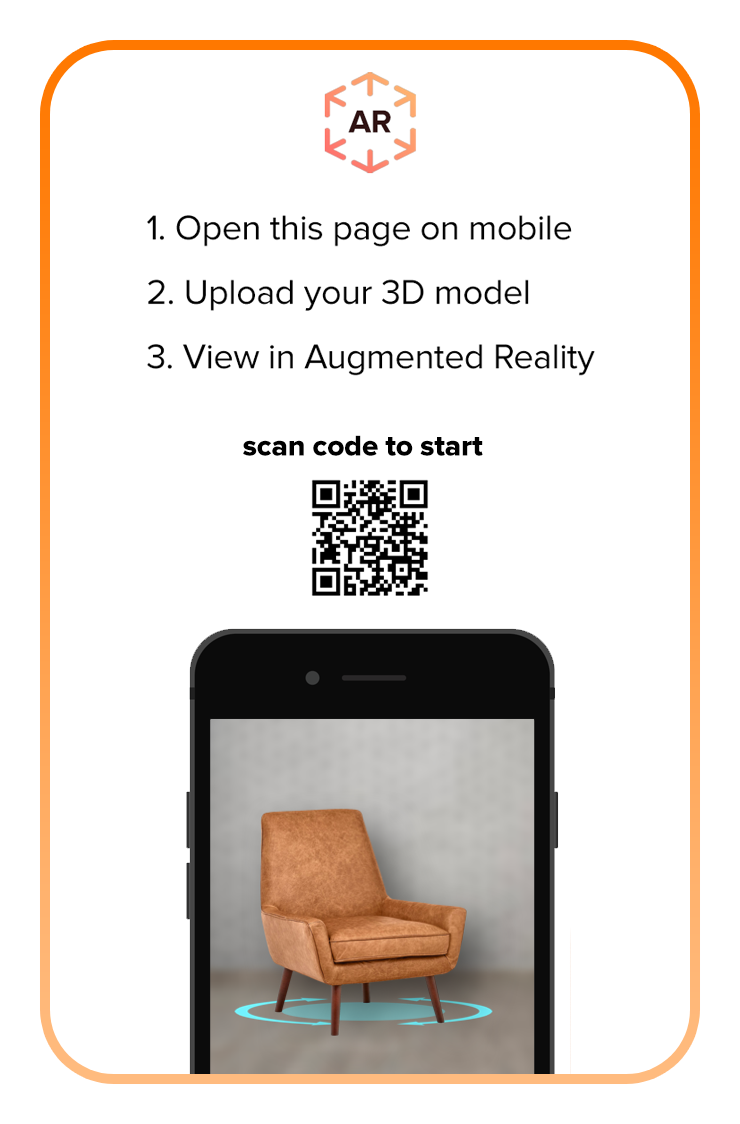 AR
1. Open this page on mobile
2. Upload your 3D model
3. View in Augmented Reality
scan code to start